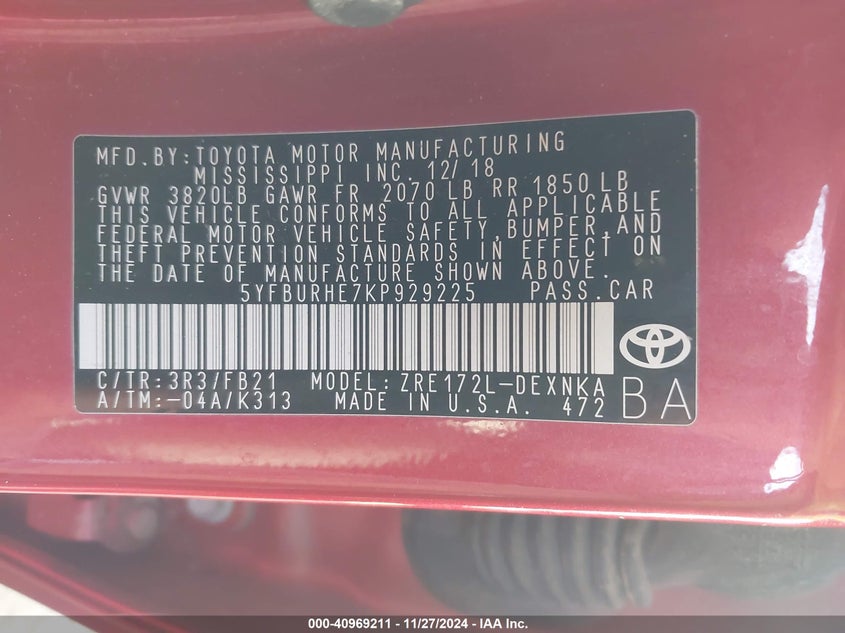 MFD. BY: TOYOTA MOTOR MANUFACTURING
MISSISSIPPI INC. 12/18
GVWR 3820LB GAWR FR 2070 LB RR 1850 LB
THIS VEHICLE CONFORMS TO ALL APPLICABLE
FEDERAL MOTOR VEHICLE SAFETY, BUMPER, AND
THEFT PREVENTION STANDARDS IN EFFECT ON
THE DATE OF MANUFACTURE SHOWN ABOVE.
5YFBURHE7KP929225 PASS. CAR
C/TR: 3R3/FB21 MODEL: ZRE172L-DEXNKA
A/TM: -04A/K313 MADE IN U.S.A. 472
BA
000-40969211 - 11/27/2024 - IAA Inc.